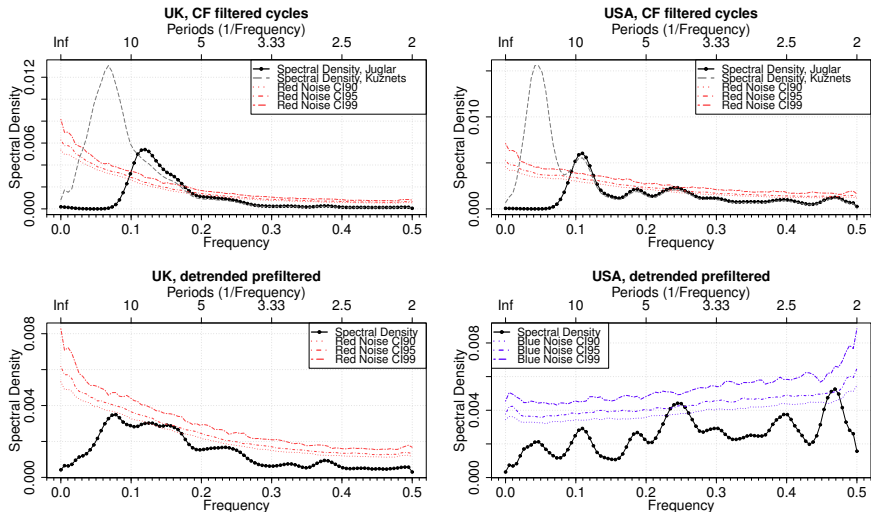 UK, CF filtered cycles
Periods (1/Frequency)
Inf 10 5 3.33 2.5 2
Spectral Density
0.000 0.006 0.012
Spectral Density, Juglar
Spectral Density, Kuznets
Red Noise CI90
Red Noise CI95
Red Noise CI99
0.0 0.1 0.2 0.3 0.4 0.5
Frequency
USA, CF filtered cycles
Periods (1/Frequency)
Inf 10 5 3.33 2.5 2
Spectral Density
0.000 0.010
Spectral Density, Juglar
Spectral Density, Kuznets
Red Noise CI90
Red Noise CI95
Red Noise CI99
0.0 0.1 0.2 0.3 0.4 0.5
Frequency
UK, detrended prefiltered
Periods (1/Frequency)
Inf 10 5 3.33 2.5 2
Spectral Density
0.000 0.004 0.008
Spectral Density
Red Noise CI90
Red Noise CI95
Red Noise CI99
0.0 0.1 0.2 0.3 0.4 0.5
Frequency
USA, detrended prefiltered
Periods (1/Frequency)
Inf 10 5 3.33 2.5 2
Spectral Density
0.000 0.004 0.008
Spectral Density
Blue Noise CI90
Blue Noise CI95
Blue Noise CI99
0.0 0.1 0.2 0.3 0.4 0.5
Frequency